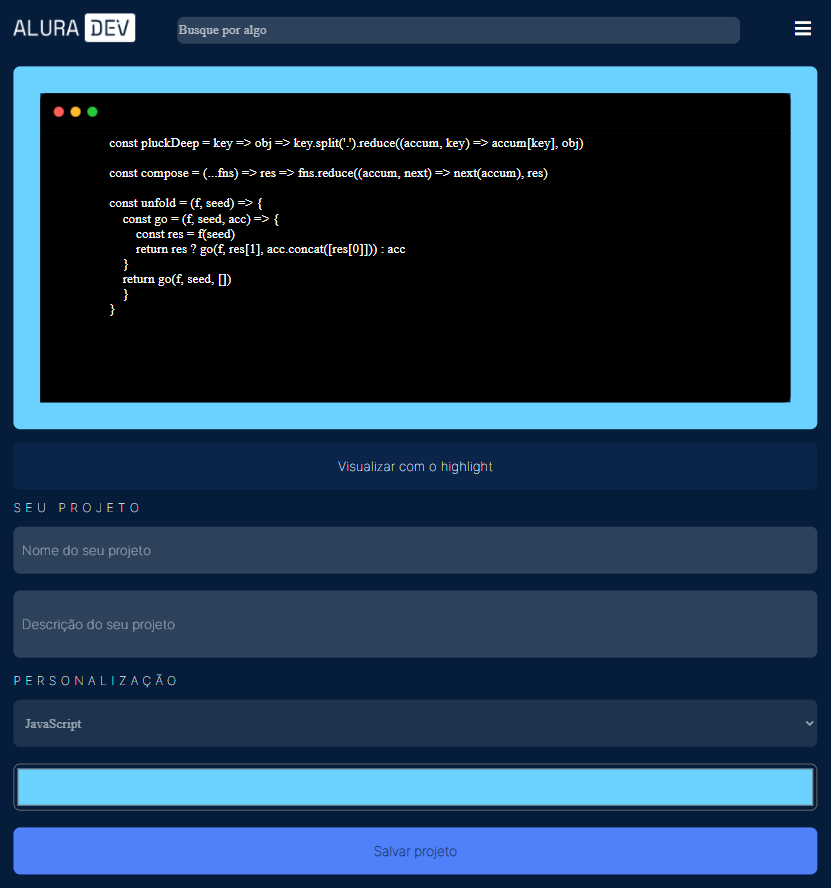 ALURA DEV
Busque por algo
const pluckDeep = key => obj => key.split('.').reduce((accum, key) => accum[key], obj)
const compose = (...fns) => res => fns.reduce((accum, next) => next(accum), res)
const unfold = (f, seed) => {
const go = (f, seed, acc) => {
const res = f(seed)
return res ? go(f, res[1], acc.concat([res[0]])) : acc
}
return go(f, seed, [])
}
}
Visualizar com o highlight
SEU PROJETO
Nome do seu projeto
Descrição do seu projeto
PERSONALIZAÇÃO
JavaScript
Salvar projeto